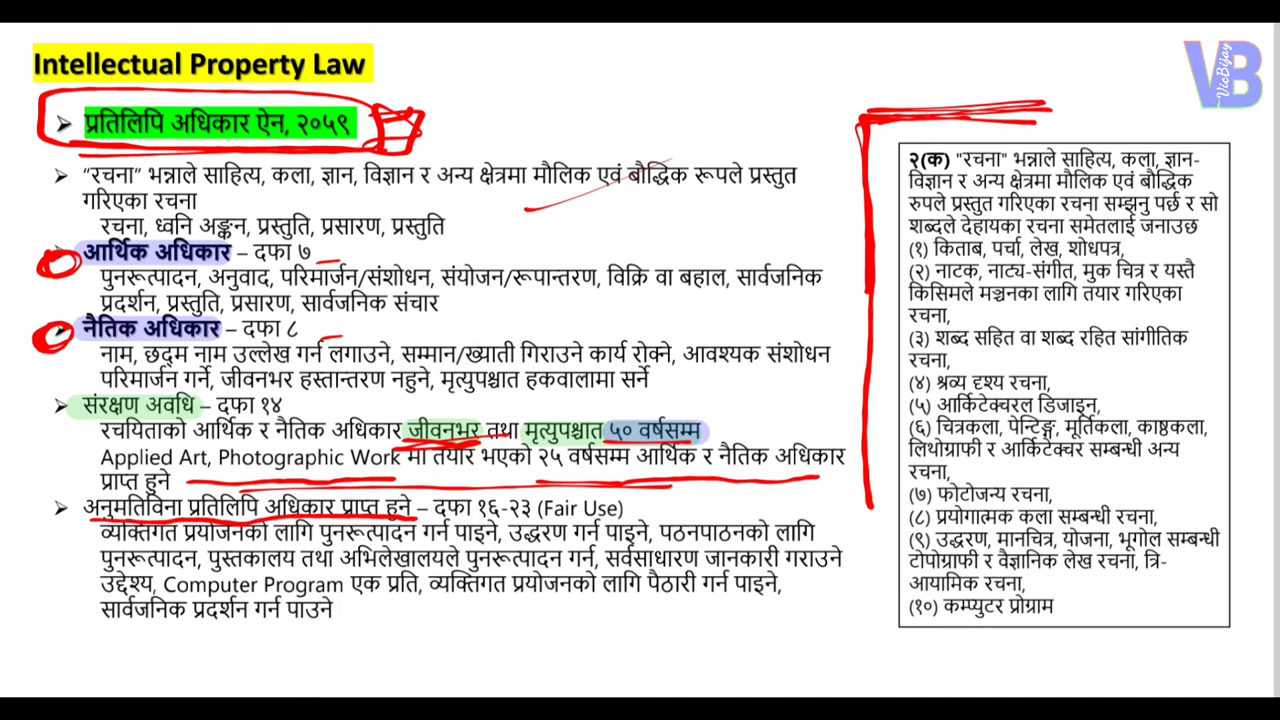 Intellectual Property Law
VB
VicBijay
➤ प्रतिलिपि अधिकार ऐन, २०५९
➤ "रचना" भन्नाले साहित्य, कला, ज्ञान, विज्ञान र अन्य क्षेत्रमा मौलिक एवं बौद्धिक रूपले प्रस्तुत
गरिएका रचना
रचना, ध्वनि अङ्कन, प्रस्तुति, प्रसारण, प्रस्तुति
आर्थिक अधिकार – दफा ७
पुनरूत्पादन, अनुवाद, परिमार्जन/संशोधन, संयोजन/रूपान्तरण, विक्रि वा बहाल, सार्वजनिक
प्रदर्शन, प्रस्तुति, प्रसारण, सार्वजनिक संचार
नैतिक अधिकार – दफा ८
नाम, छद्म नाम उल्लेख गर्न लगाउने, सम्मान/ख्याती गिराउने कार्य रोक्ने, आवश्यक संशोधन
परिमार्जन गर्ने, जीवनभर हस्तान्तरण नहुने, मृत्युपश्चात हकवालामा सर्ने
➤ संरक्षण अवधि – दफा १४
रचयिताको आर्थिक र नैतिक अधिकार जीवनभर तथा मृत्युपश्चात ५० वर्षसम्म
Applied Art, Photographic Work मा तयार भएको २५ वर्षसम्म आर्थिक र नैतिक अधिकार
प्राप्त हुने
➤ अनुमतिविना प्रतिलिपि अधिकार प्राप्त हुने – दफा १६-२३ (Fair Use)
व्यक्तिगत प्रयोजनको लागि पुनरूत्पादन गर्न पाइने, उद्धरण गर्न पाइने, पठनपाठनको लागि
पुनरूत्पादन, पुस्तकालय तथा अभिलेखालयले पुनरूत्पादन गर्न, सर्वसाधारण जानकारी गराउने
उद्देश्य, Computer Program एक प्रति, व्यक्तिगत प्रयोजनको लागि पैठारी गर्न पाइने,
सार्वजनिक प्रदर्शन गर्न पाउने
२(क) "रचना" भन्नाले साहित्य, कला, ज्ञान-
विज्ञान र अन्य क्षेत्रमा मौलिक एवं बौद्धिक
रुपले प्रस्तुत गरिएका रचना सम्झनु पर्छ र सो
शब्दले देहायका रचना समेतलाई जनाउछ
(१) किताब, पर्चा, लेख, शोधपत्र,
(२) नाटक, नाट्य-संगीत, मुक चित्र र यस्तै
किसिमले मञ्चनका लागि तयार गरिएका
रचना,
(३) शब्द सहित वा शब्द रहित सांगीतिक
रचना,
(४) श्रव्य दृश्य रचना,
(५) आर्किटेक्चरल डिजाइन,
(६) चित्रकला, पेन्टिङ्ग, मूर्तिकला, काष्ठकला,
लिथोग्राफी र आर्किटेक्चर सम्बन्धी अन्य
रचना,
(७) फोटोजन्य रचना,
(८) प्रयोगात्मक कला सम्बन्धी रचना,
(९) उद्धरण, मानचित्र, योजना, भूगोल सम्बन्धी
टोपोग्राफी र वैज्ञानिक लेख रचना, त्रि-
आयामिक रचना,
(१०) कम्प्युटर प्रोग्राम